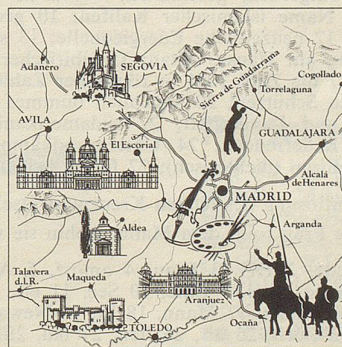 Adanero
SEGOVIA
Sierra de Guadarrama
Cogollado
Torrelaguna
AVILA
GUADALAJARA
El Escorial
Alcalá
de Henares
MADRID
Aldea
Arganda
Talavera
d.l.R.
Maqueda
Aranjuez
Ocaña
TOLEDO